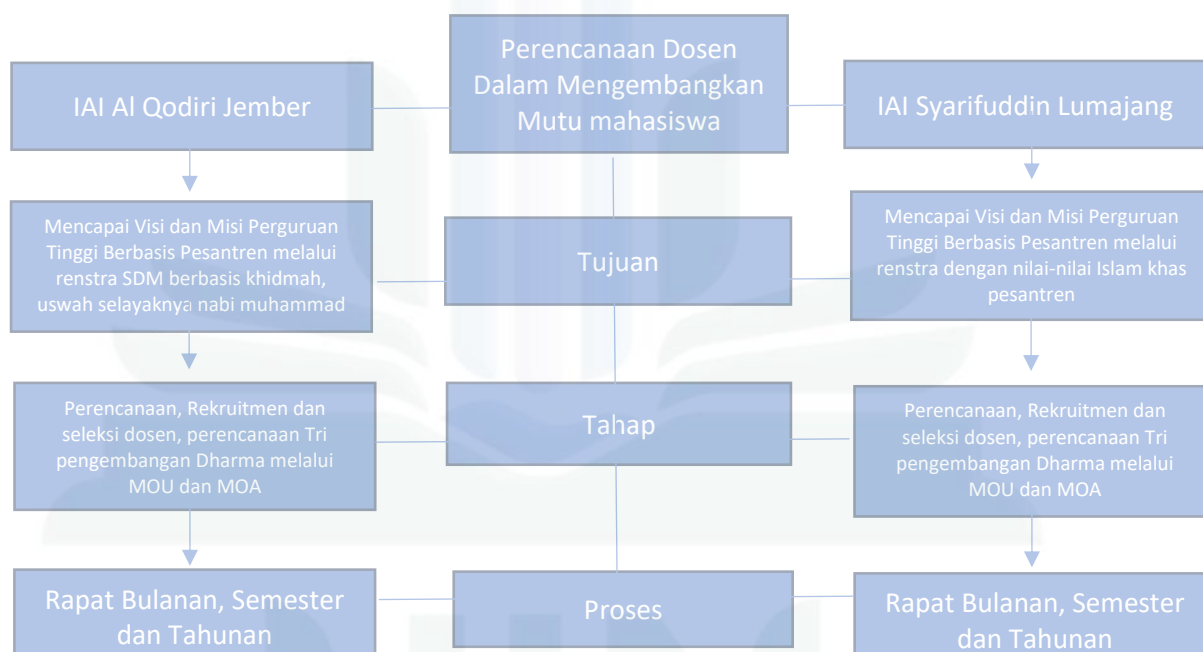 Perencanaan Dosen
Dalam Mengembangkan
Mutu mahasiswa
IAI Al Qodiri Jember
IAI Syarifuddin Lumajang
Mencapai Visi dan Misi Perguruan
Tinggi Berbasis Pesantren melalui
renstra SDM berbasis khidmah,
uswah selayaknya nabi muhammad
Tujuan
Mencapai Visi dan Misi Perguruan
Tinggi Berbasis Pesantren melalui
renstra dengan nilai-nilai Islam khas
pesantren
Perencanaan, Rekruitmen dan
seleksi dosen, perencanaan Tri
pengembangan Dharma melalui
MOU dan MOA
Tahap
Perencanaan, Rekruitmen dan
seleksi dosen, perencanaan Tri
pengembangan Dharma melalui
MOU dan MOA
Rapat Bulanan, Semester
dan Tahunan
Proses
Rapat Bulanan, Semester
dan Tahunan